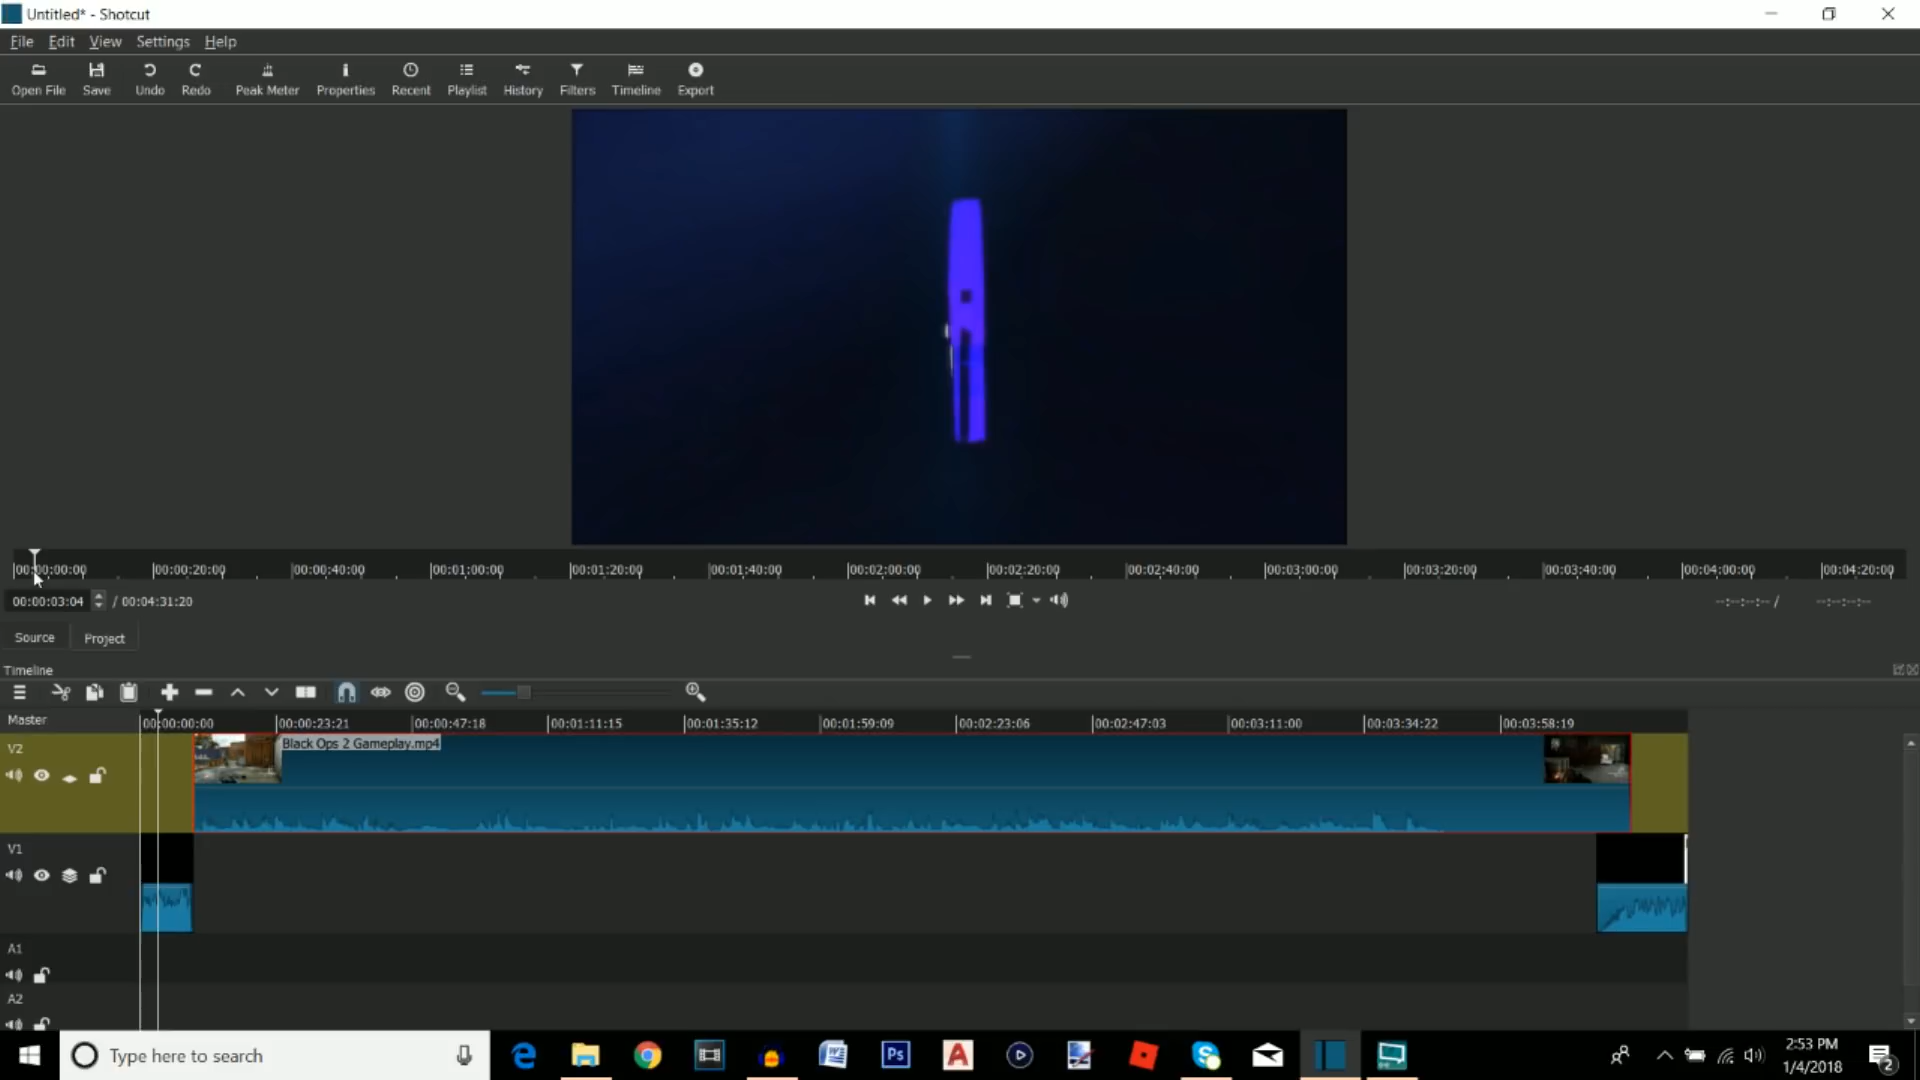 Untitled* - Shotcut
File Edit View Settings Help
Open File Save Undo Redo Peak Meter Properties Recent Playlist History Filters Timeline Export
00:00:00:00 00:00:20:00 00:00:40:00 00:01:00:00 00:01:20:00 00:01:40:00 00:02:00:00 00:02:20:00 00:02:40:00 00:03:00:00 00:03:20:00 00:03:40:00 00:04:00:00 00:04:20:00
00:00:03:04 / 00:04:31:20 --:--:--:-- / --:--:--:--
Source Project
Timeline
Master 00:00:00:00 00:00:23:21 00:00:47:18 00:01:11:15 00:01:35:12 00:01:59:09 00:02:23:06 00:02:47:03 00:03:11:00 00:03:34:22 00:03:58:19
V2 Black Ops 2 Gameplay.mp4
V1
A1
A2
Type here to search
Ps
2:53 PM
1/4/2018
2